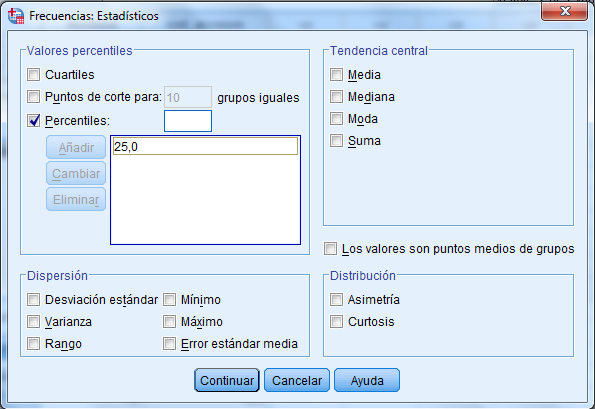 Frecuencias: Estadísticos
Valores percentiles
Cuartiles
Puntos de corte para: 10 grupos iguales
Percentiles:
Añadir
Cambiar
Eliminar
25,0
Tendencia central
Media
Mediana
Moda
Suma
Los valores son puntos medios de grupos
Dispersión
Desviación estándar
Mínimo
Varianza
Máximo
Rango
Error estándar media
Distribución
Asimetría
Curtosis
Continuar
Cancelar
Ayuda